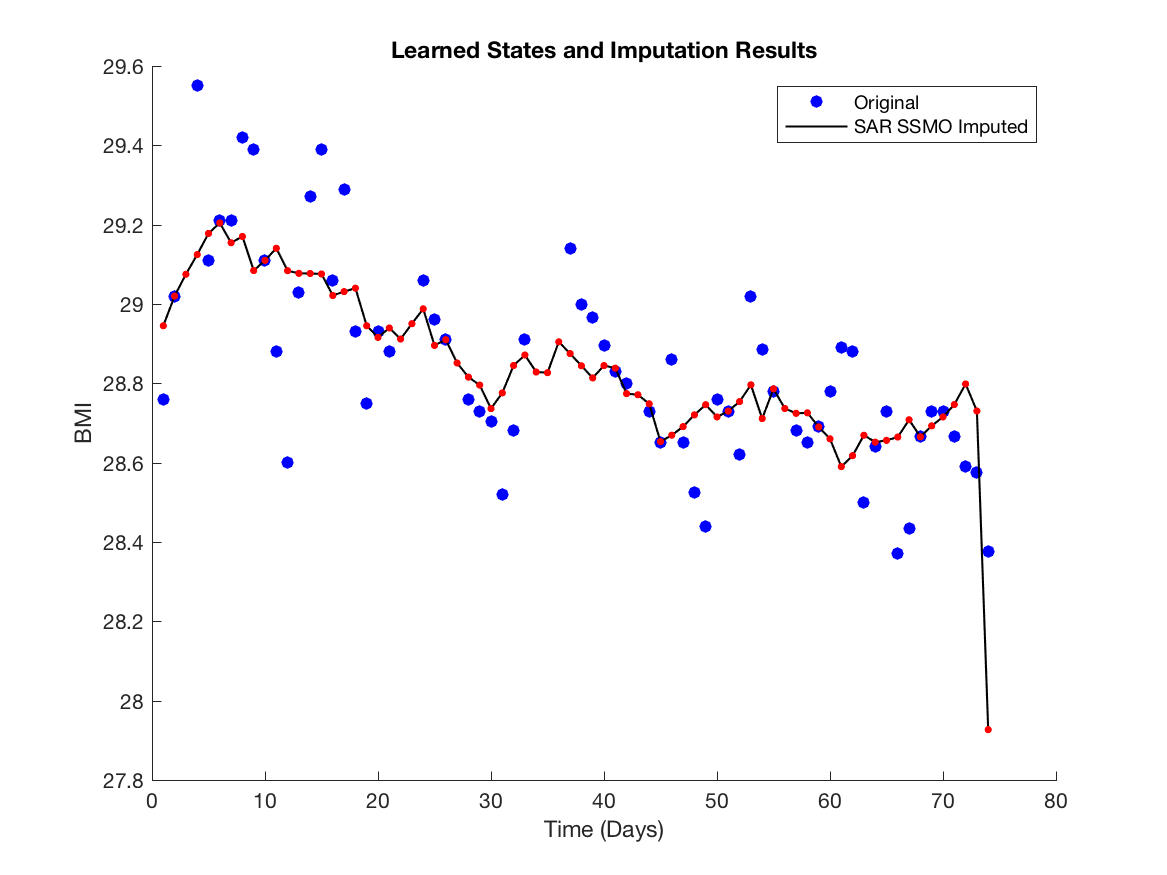 Learned States and Imputation Results
29.6
29.4
29.2
29
28.8
28.6
28.4
28.2
28
27.8
BMI
Original
SAR SSMO Imputed
0 10 20 30 40 50 60 70 80
Time (Days)